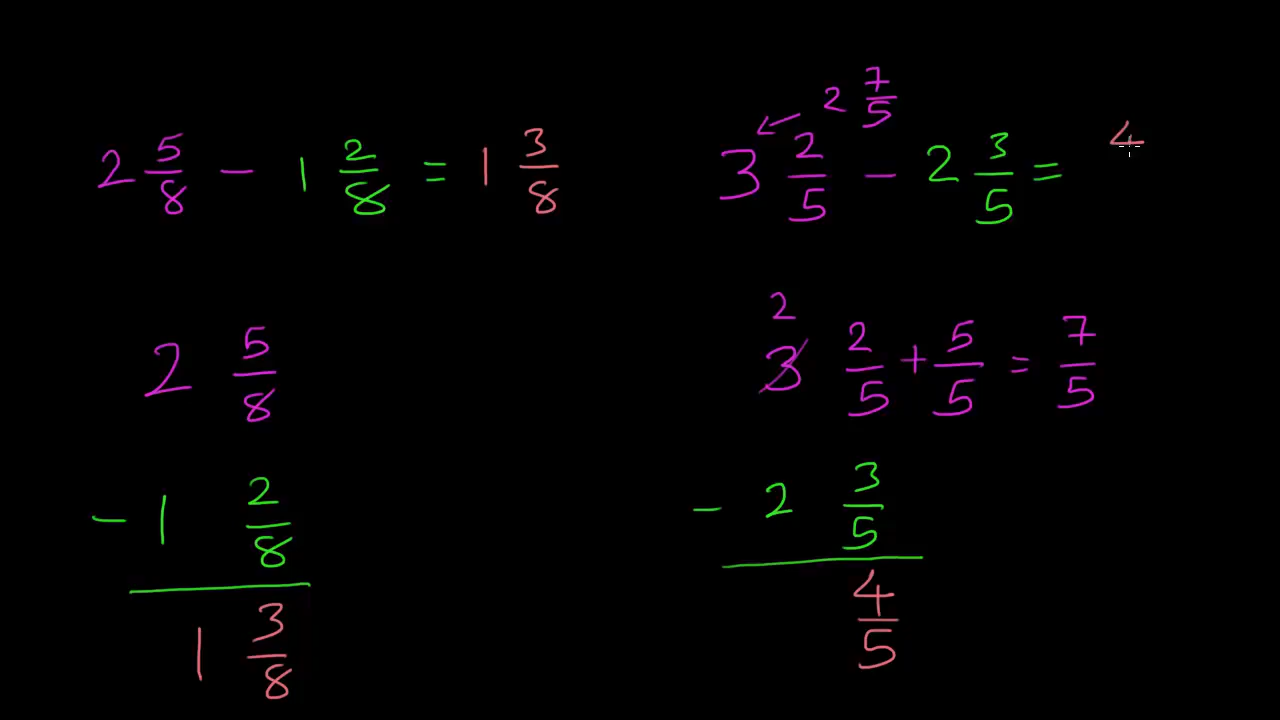 2 5/8 - 1 2/8 = 1 3/8
2 5/8
- 1 2/8
1 3/8
2 7/5
3 2/5 - 2 3/5 = 4
2
3 2/5 + 5/5 = 7/5
- 2 3/5
4/5